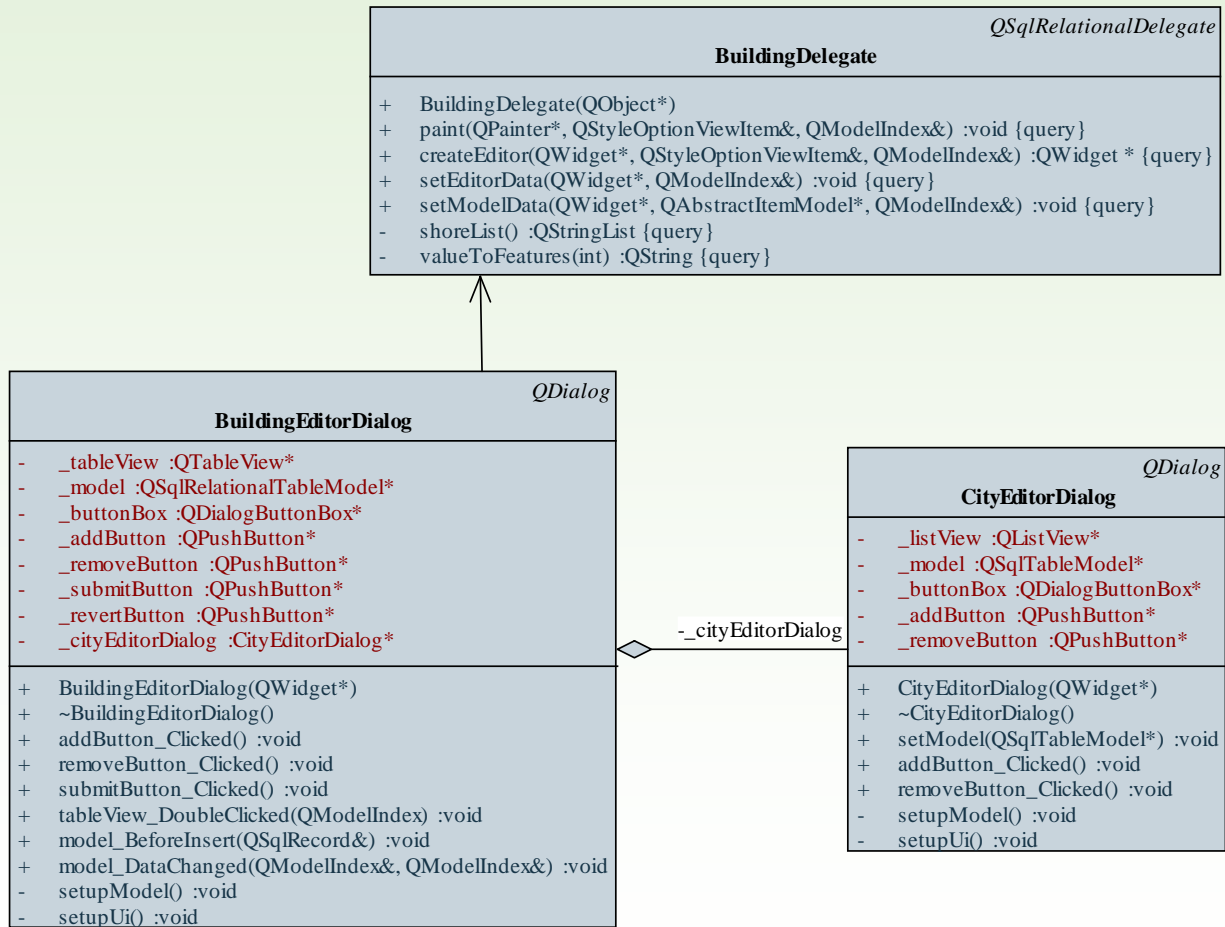 QSqlRelationalDelegate
BuildingDelegate
+ BuildingDelegate(QObject*)
+ paint(QPainter*, QStyleOptionViewItem&, QModelIndex&) :void {query}
+ createEditor(QWidget*, QStyleOptionViewItem&, QModelIndex&) :QWidget * {query}
+ setEditorData(QWidget*, QModelIndex&) :void {query}
+ setModelData(QWidget*, QAbstractItemModel*, QModelIndex&) :void {query}
- shoreList() :QStringList {query}
- valueToFeatures(int) :QString {query}
QDialog
BuildingEditorDialog
- _tableView :QTableView*
- _model :QSqlRelationalTableModel*
- _buttonBox :QDialogButtonBox*
- _addButton :QPushButton*
- _removeButton :QPushButton*
- _submitButton :QPushButton*
- _revertButton :QPushButton*
- _cityEditorDialog :CityEditorDialog*
+ BuildingEditorDialog(QWidget*)
+ ~BuildingEditorDialog()
+ addButton_Clicked() :void
+ removeButton_Clicked() :void
+ submitButton_Clicked() :void
+ tableView_DoubleClicked(QModelIndex) :void
+ model_BeforeInsert(QSqlRecord&) :void
+ model_DataChanged(QModelIndex&, QModelIndex&) :void
- setupModel() :void
- setupUi() :void
-_cityEditorDialog
QDialog
CityEditorDialog
- _listView :QListView*
- _model :QSqlTableModel*
- _buttonBox :QDialogButtonBox*
- _addButton :QPushButton*
- _removeButton :QPushButton*
+ CityEditorDialog(QWidget*)
+ ~CityEditorDialog()
+ setModel(QSqlTableModel*) :void
+ addButton_Clicked() :void
+ removeButton_Clicked() :void
- setupModel() :void
- setupUi() :void